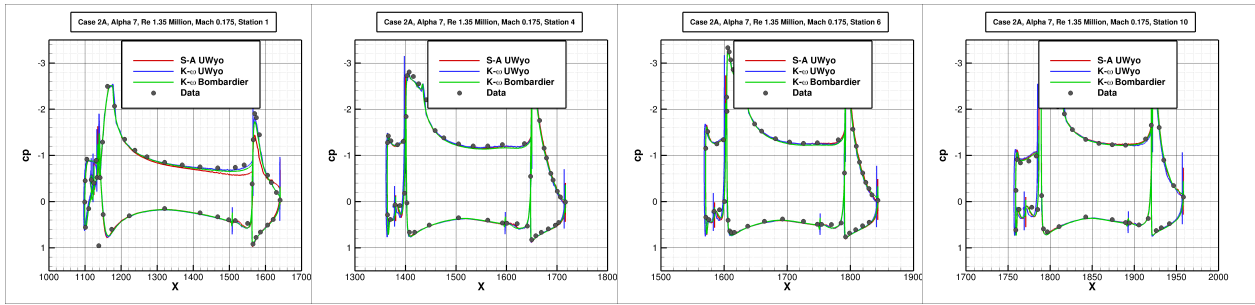 Case 2A, Alpha 7, Re 1.35 Million, Mach 0.175, Station 1
S-A UWyo
K-ω UWyo
K-ω Bombardier
Data
cp
-3
-2
-1
0
1
1000 1100 1200 1300 1400 1500 1600 1700
X
Case 2A, Alpha 7, Re 1.35 Million, Mach 0.175, Station 4
S-A UWyo
K-ω UWyo
K-ω Bombardier
Data
cp
-3
-2
-1
0
1
1300 1400 1500 1600 1700 1800
X
Case 2A, Alpha 7, Re 1.35 Million, Mach 0.175, Station 6
S-A UWyo
K-ω UWyo
K-ω Bombardier
Data
cp
-3
-2
-1
0
1
1500 1600 1700 1800 1900
X
Case 2A, Alpha 7, Re 1.35 Million, Mach 0.175, Station 10
S-A UWyo
K-ω UWyo
K-ω Bombardier
Data
cp
-3
-2
-1
0
1
1700 1750 1800 1850 1900 1950 2000
X